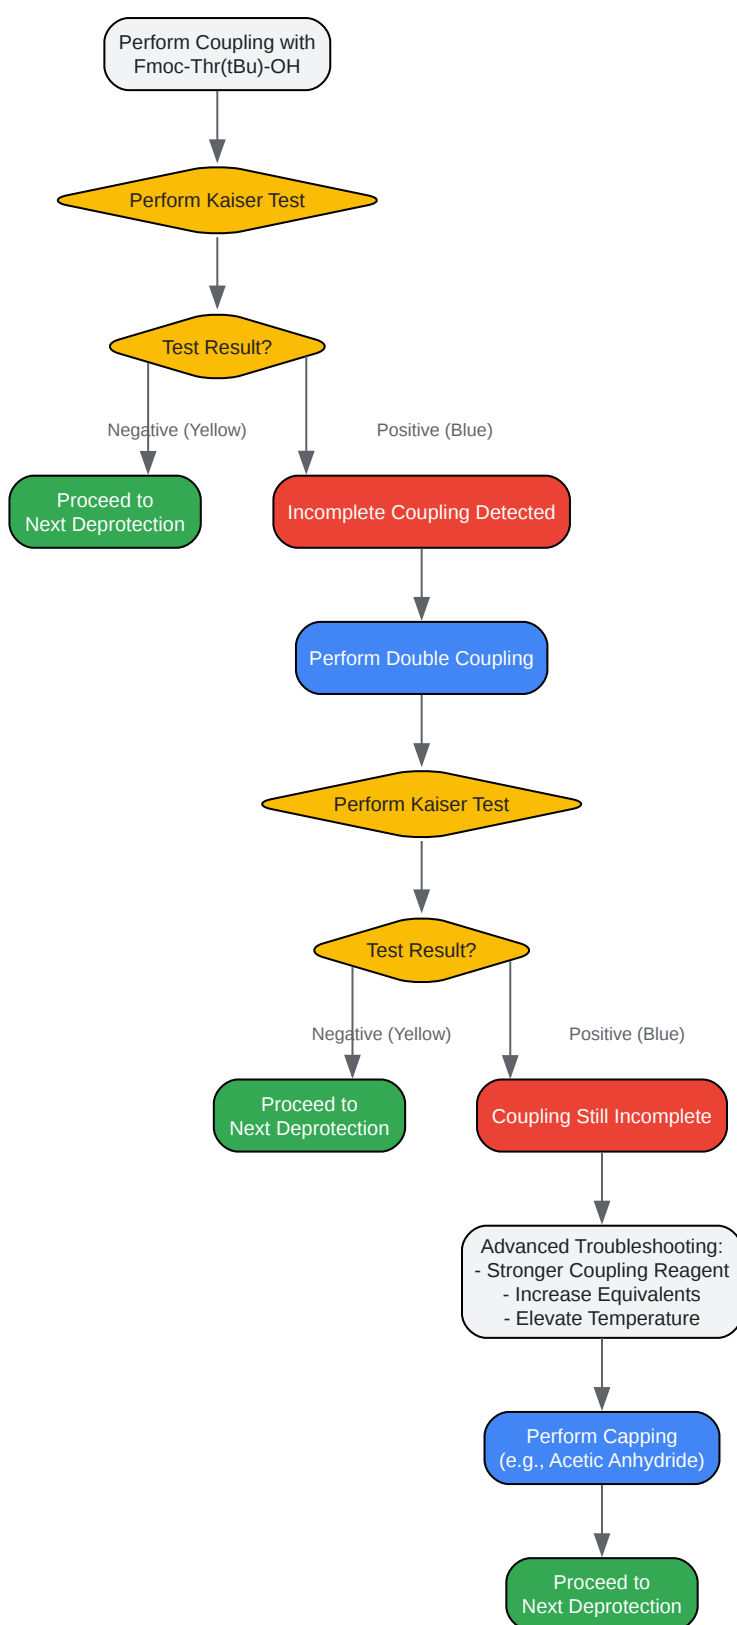 Perform Coupling with
Fmoc-Thr(tBu)-OH
Perform Kaiser Test
Test Result?
Negative (Yellow)
Positive (Blue)
Proceed to
Next Deprotection
Incomplete Coupling Detected
Perform Double Coupling
Perform Kaiser Test
Test Result?
Negative (Yellow)
Positive (Blue)
Proceed to
Next Deprotection
Coupling Still Incomplete
Advanced Troubleshooting:
- Stronger Coupling Reagent
- Increase Equivalents
- Elevate Temperature
Perform Capping
(e.g., Acetic Anhydride)
Proceed to
Next Deprotection